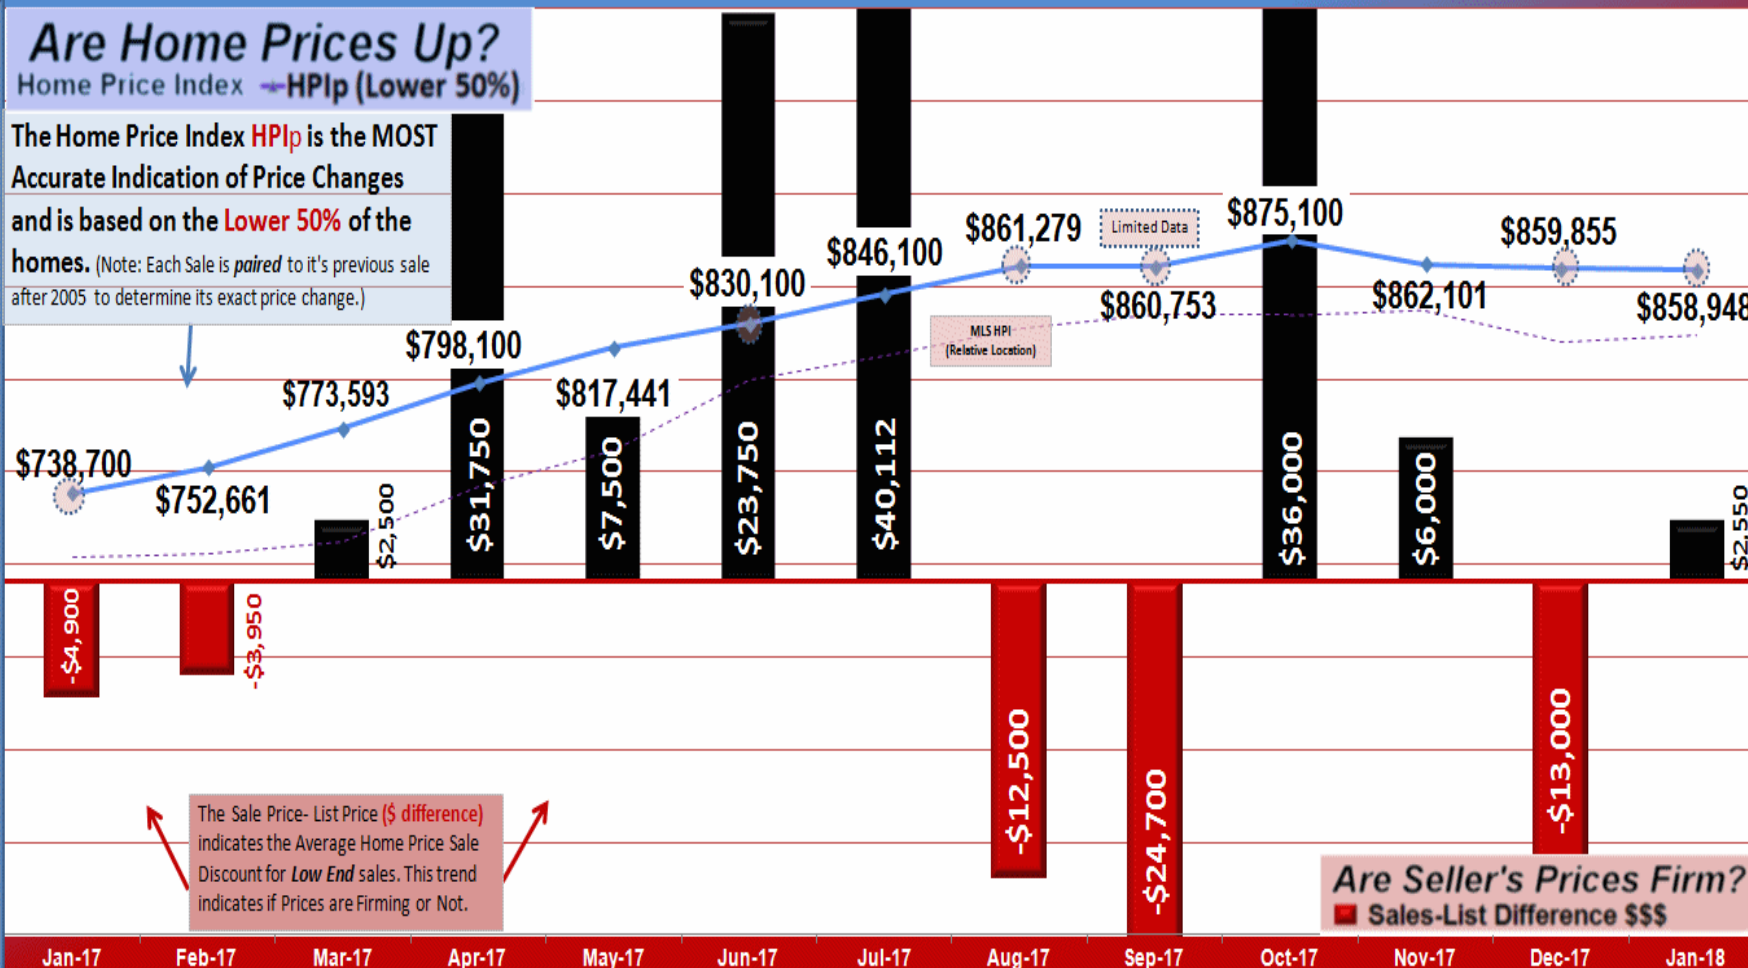 Are Home Prices Up?
Home Price Index HPIp (Lower 50%)
The Home Price Index HPIp is the MOST
Accurate Indication of Price Changes
and is based on the Lower 50% of the
homes. (Note: Each Sale is paired to it's previous sale
after 2005 to determine its exact price change.)
$738,700
$752,661
$773,593
$798,100
$817,441
$830,100
$846,100
$861,279
Limited Data
$860,753
$875,100
$862,101
$859,855
$858,948
MLS HPI
(Relative Location)
-$4,900
-$3,950
$2,500
$31,750
$7,500
$23,750
$40,112
-$12,500
-$24,700
$36,000
$6,000
-$13,000
$2,550
The Sale Price- List Price ($ difference)
indicates the Average Home Price Sale
Discount for Low End sales. This trend
indicates if Prices are Firming or Not.
Are Seller's Prices Firm?
Sales-List Difference $$$
Jan-17 Feb-17 Mar-17 Apr-17 May-17 Jun-17 Jul-17 Aug-17 Sep-17 Oct-17 Nov-17 Dec-17 Jan-18